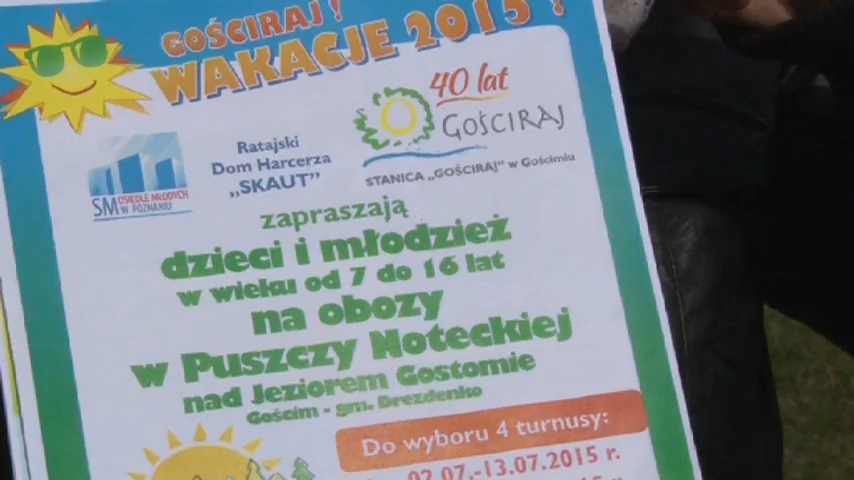 GOŚCIRAJ!
WAKACJE 2015!
40 lat
GOŚCIRAJ
STANICA „GOŚCIRAJ” w Gościmiu
Ratajski
Dom Harcerza
„SKAUT”
SM OSIEDLE MŁODYCH
W POZNANIU
zapraszają
dzieci i młodzież
w wieku od 7 do 16 lat
na obozy
w Puszczy Noteckiej
nad Jeziorem Gostomie
Gościm - gm. Drezdenko
Do wyboru 4 turnusy:
02.07.-13.07.2015 r.